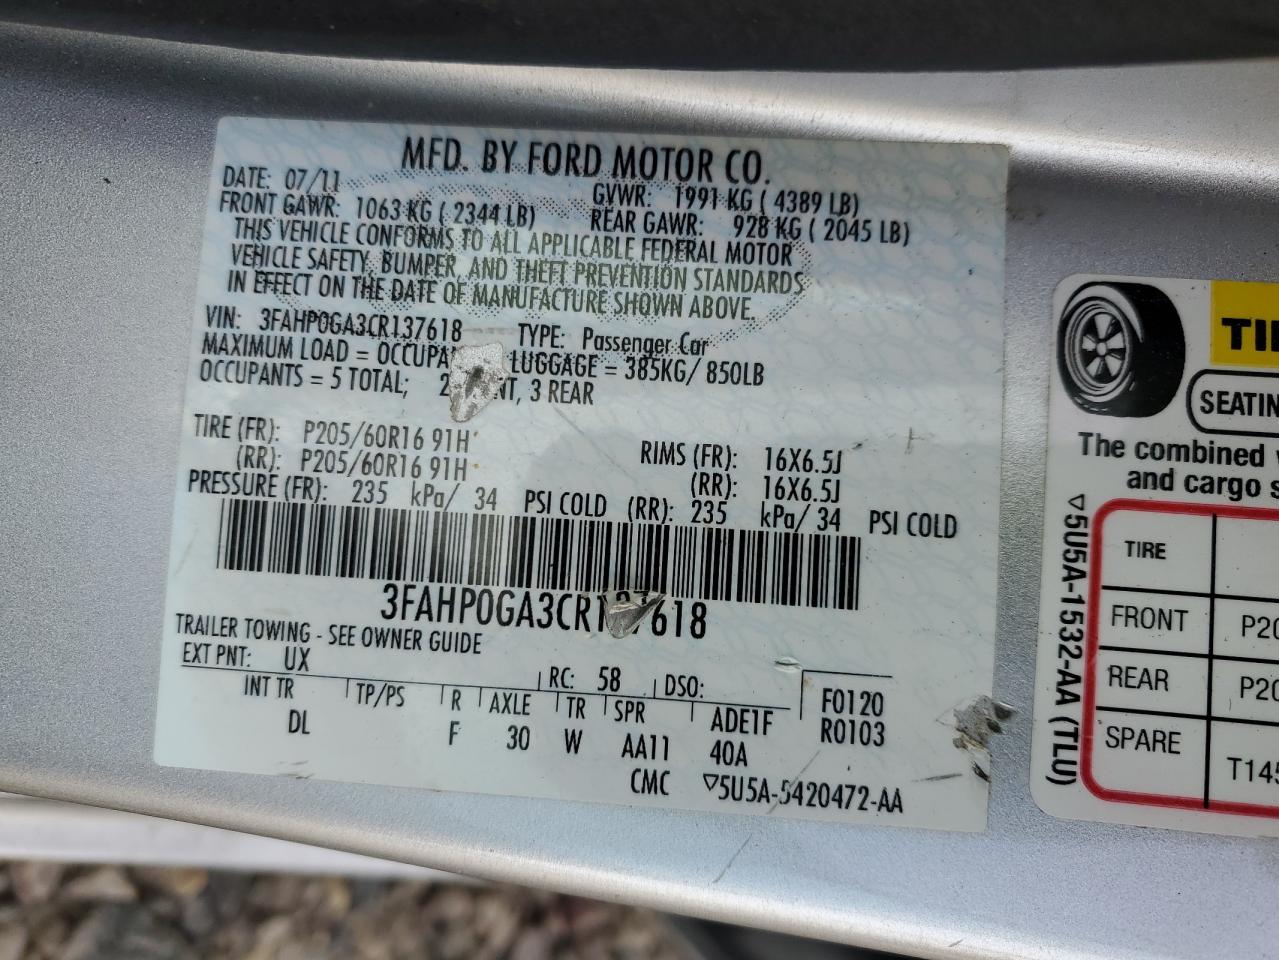 MFD. BY FORD MOTOR CO.
DATE: 07/11 GVWR: 1991 KG ( 4389 LB)
FRONT GAWR: 1063 KG ( 2344 LB) REAR GAWR: 928 KG ( 2045 LB)
THIS VEHICLE CONFORMS TO ALL APPLICABLE FEDERAL MOTOR
VEHICLE SAFETY, BUMPER, AND THEFT PREVENTION STANDARDS
IN EFFECT ON THE DATE OF MANUFACTURE SHOWN ABOVE.
VIN: 3FAHP0GA3CR137618 TYPE: Passenger Car
MAXIMUM LOAD = OCCUPA LUGGAGE = 385KG/ 850LB
OCCUPANTS = 5 TOTAL; 2 NT, 3 REAR
TIRE (FR): P205/60R16 91H RIMS (FR): 16X6.5J
(RR): P205/60R16 91H (RR): 16X6.5J
PRESSURE (FR): 235 kPa/ 34 PSI COLD (RR): 235 kPa/ 34 PSI COLD
3FAHP0GA3CR137618
TRAILER TOWING - SEE OWNER GUIDE
EXT PNT: UX RC: 58 DSO: F0120
INT TR TP/PS R AXLE TR SPR ADE1F R0103
DL F 30 W AA11 40A
CMC ▽5U5A-5420472-AA
TI
SEATIN
The combined
and cargo s
TIRE
FRONT P20
REAR P20
SPARE T145
▽5U5A-1532-AA (TLU)